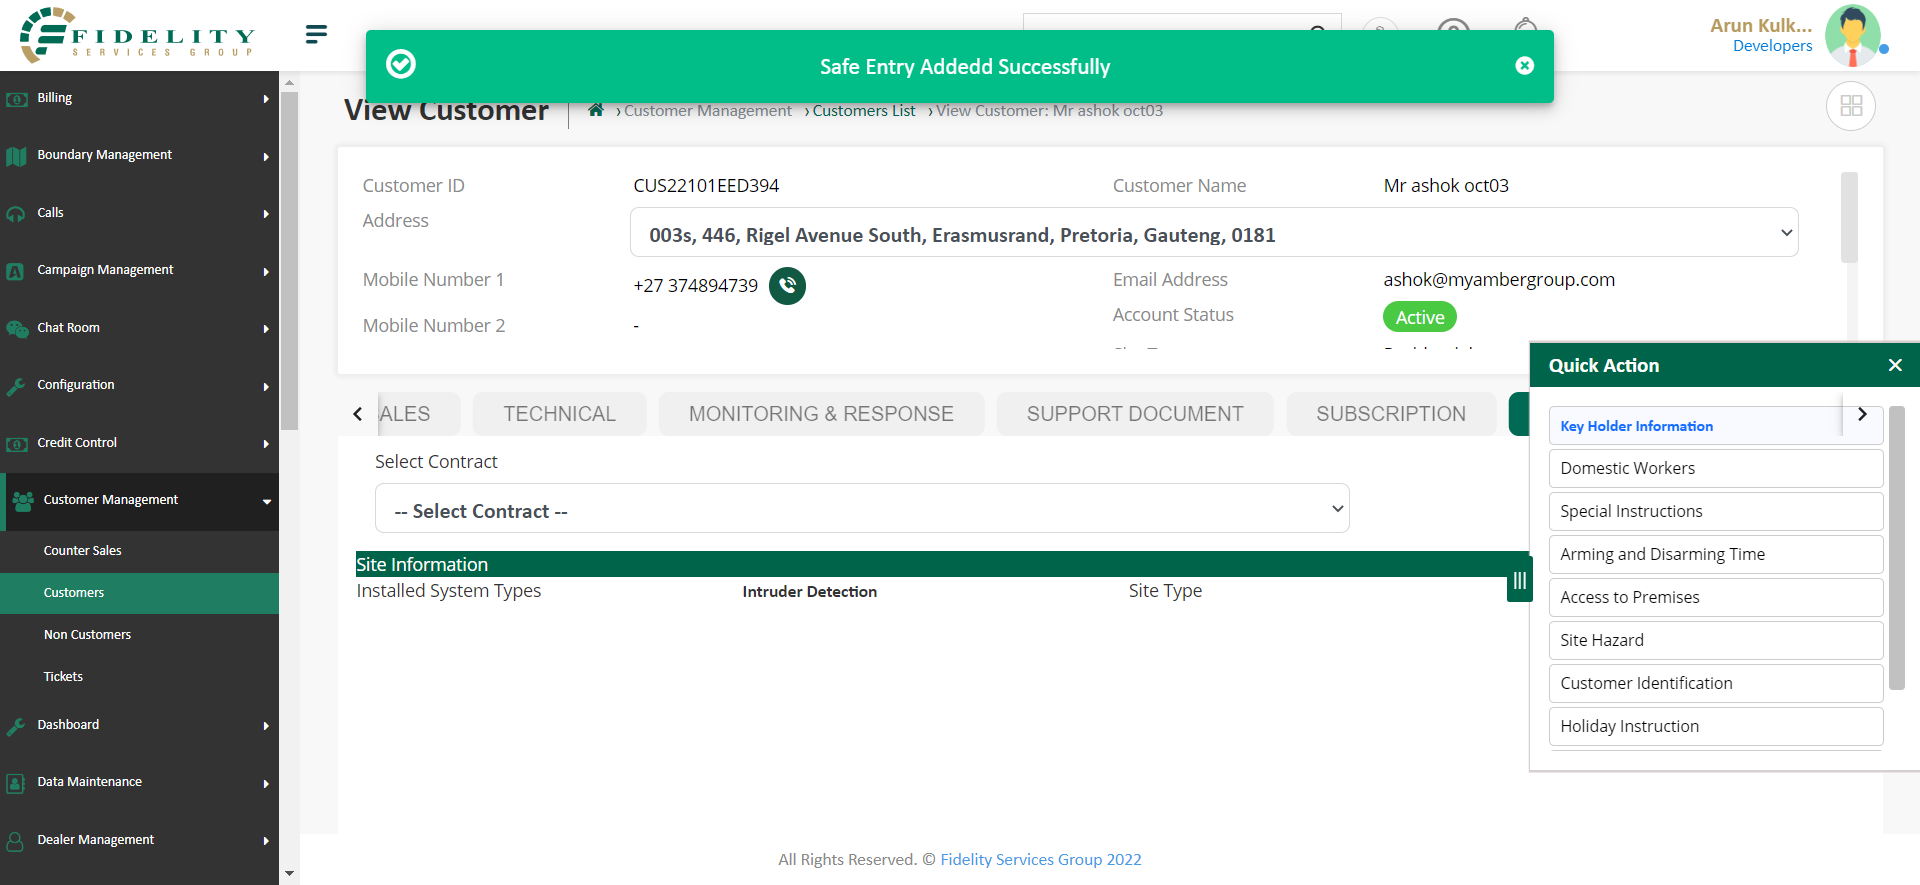 FIDELITY
SERVICES GROUP
Safe Entry Addedd Successfully
Arun Kulk...
Developers
View Customer
› Customer Management › Customers List › View Customer: Mr ashok oct03
Billing
Boundary Management
Calls
Campaign Management
Chat Room
Configuration
Credit Control
Customer Management
Counter Sales
Customers
Non Customers
Tickets
Dashboard
Data Maintenance
Dealer Management
Customer ID CUS22101EED394 Customer Name Mr ashok oct03
Address 003s, 446, Rigel Avenue South, Erasmusrand, Pretoria, Gauteng, 0181
Mobile Number 1 +27 374894739 Email Address ashok@myambergroup.com
Account Status Active
Mobile Number 2 -
ALES TECHNICAL MONITORING & RESPONSE SUPPORT DOCUMENT SUBSCRIPTION
Select Contract
-- Select Contract --
Site Information
Installed System Types Intruder Detection Site Type
Quick Action
Key Holder Information
Domestic Workers
Special Instructions
Arming and Disarming Time
Access to Premises
Site Hazard
Customer Identification
Holiday Instruction
All Rights Reserved. © Fidelity Services Group 2022